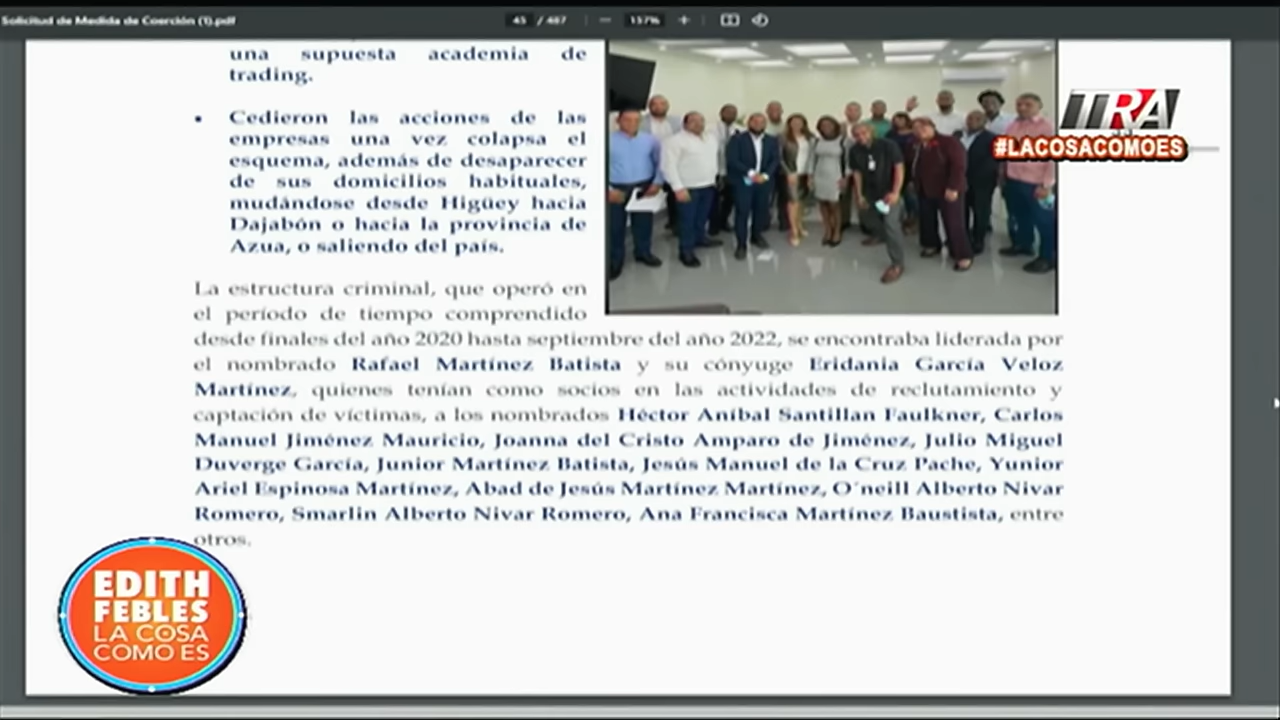 Solicitud de Medida de Coerción (1).pdf
45 / 487
157%
una supuesta academia de
trading.
• Cedieron las acciones de las
empresas una vez colapsa el
esquema, además de desaparecer
de sus domicilios habituales,
mudándose desde Higüey hacia
Dajabón o hacia la provincia de
Azua, o saliendo del país.
La estructura criminal, que operó en
el período de tiempo comprendido
desde finales del año 2020 hasta septiembre del año 2022, se encontraba liderada por
el nombrado Rafael Martínez Batista y su cónyuge Eridania García Veloz
Martínez, quienes tenían como socios en las actividades de reclutamiento y
captación de víctimas, a los nombrados Héctor Aníbal Santillan Faulkner, Carlos
Manuel Jiménez Mauricio, Joanna del Cristo Amparo de Jiménez, Julio Miguel
Duverge García, Junior Martínez Batista, Jesús Manuel de la Cruz Pache, Yunior
Ariel Espinosa Martínez, Abad de Jesús Martínez Martínez, O´neill Alberto Nivar
Romero, Smarlin Alberto Nivar Romero, Ana Francisca Martínez Baustista, entre
otros.
TRA
#LACOSACOMOES
EDITH
FEBLES
LA COSA
COMO ES